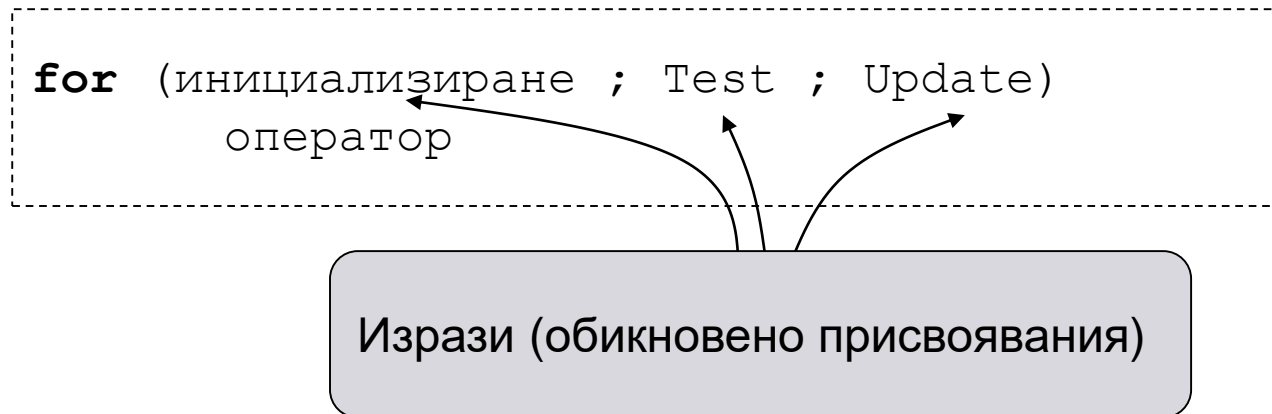 for (инициализиране ; Test ; Update)
оператор
Изрази (обикновено присвоявания)